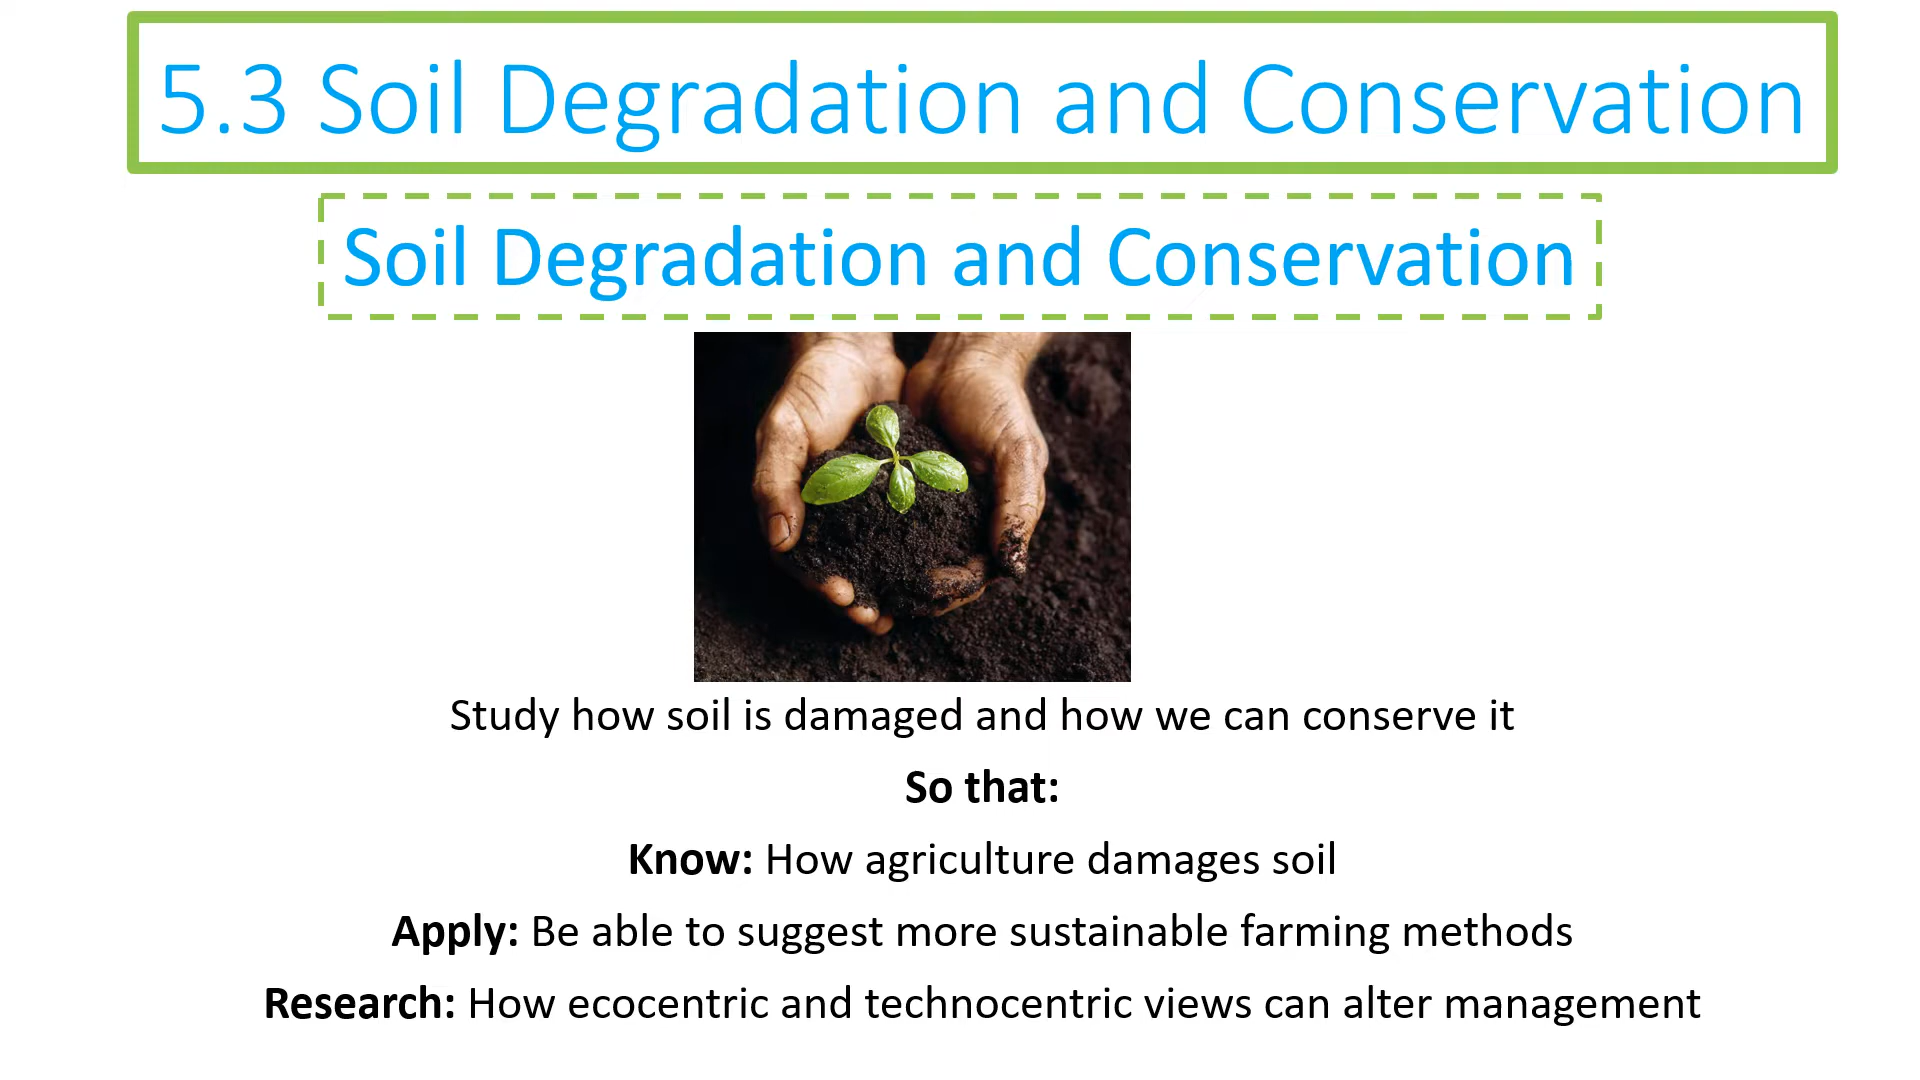 5.3 Soil Degradation and Conservation
Soil Degradation and Conservation
Study how soil is damaged and how we can conserve it
So that:
Know: How agriculture damages soil
Apply: Be able to suggest more sustainable farming methods
Research: How ecocentric and technocentric views can alter management